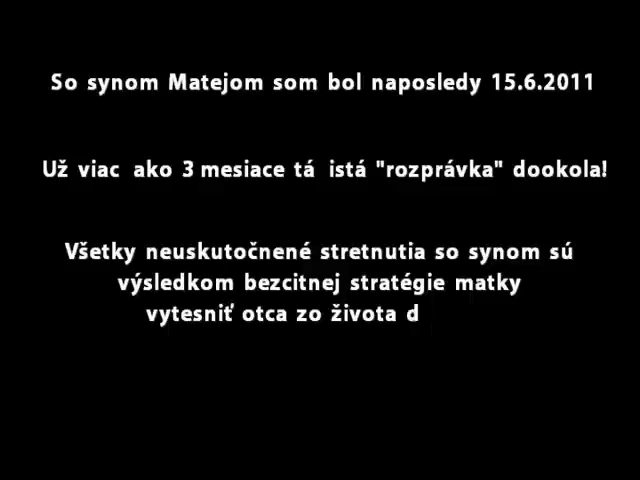 So synom Matejom som bol naposledy 15.6.2011
Už viac ako 3 mesiace tá istá "rozprávka" dookola!
Všetky neuskutočnené stretnutia so synom sú
výsledkom bezcitnej stratégie matky
vytesniť otca zo života d